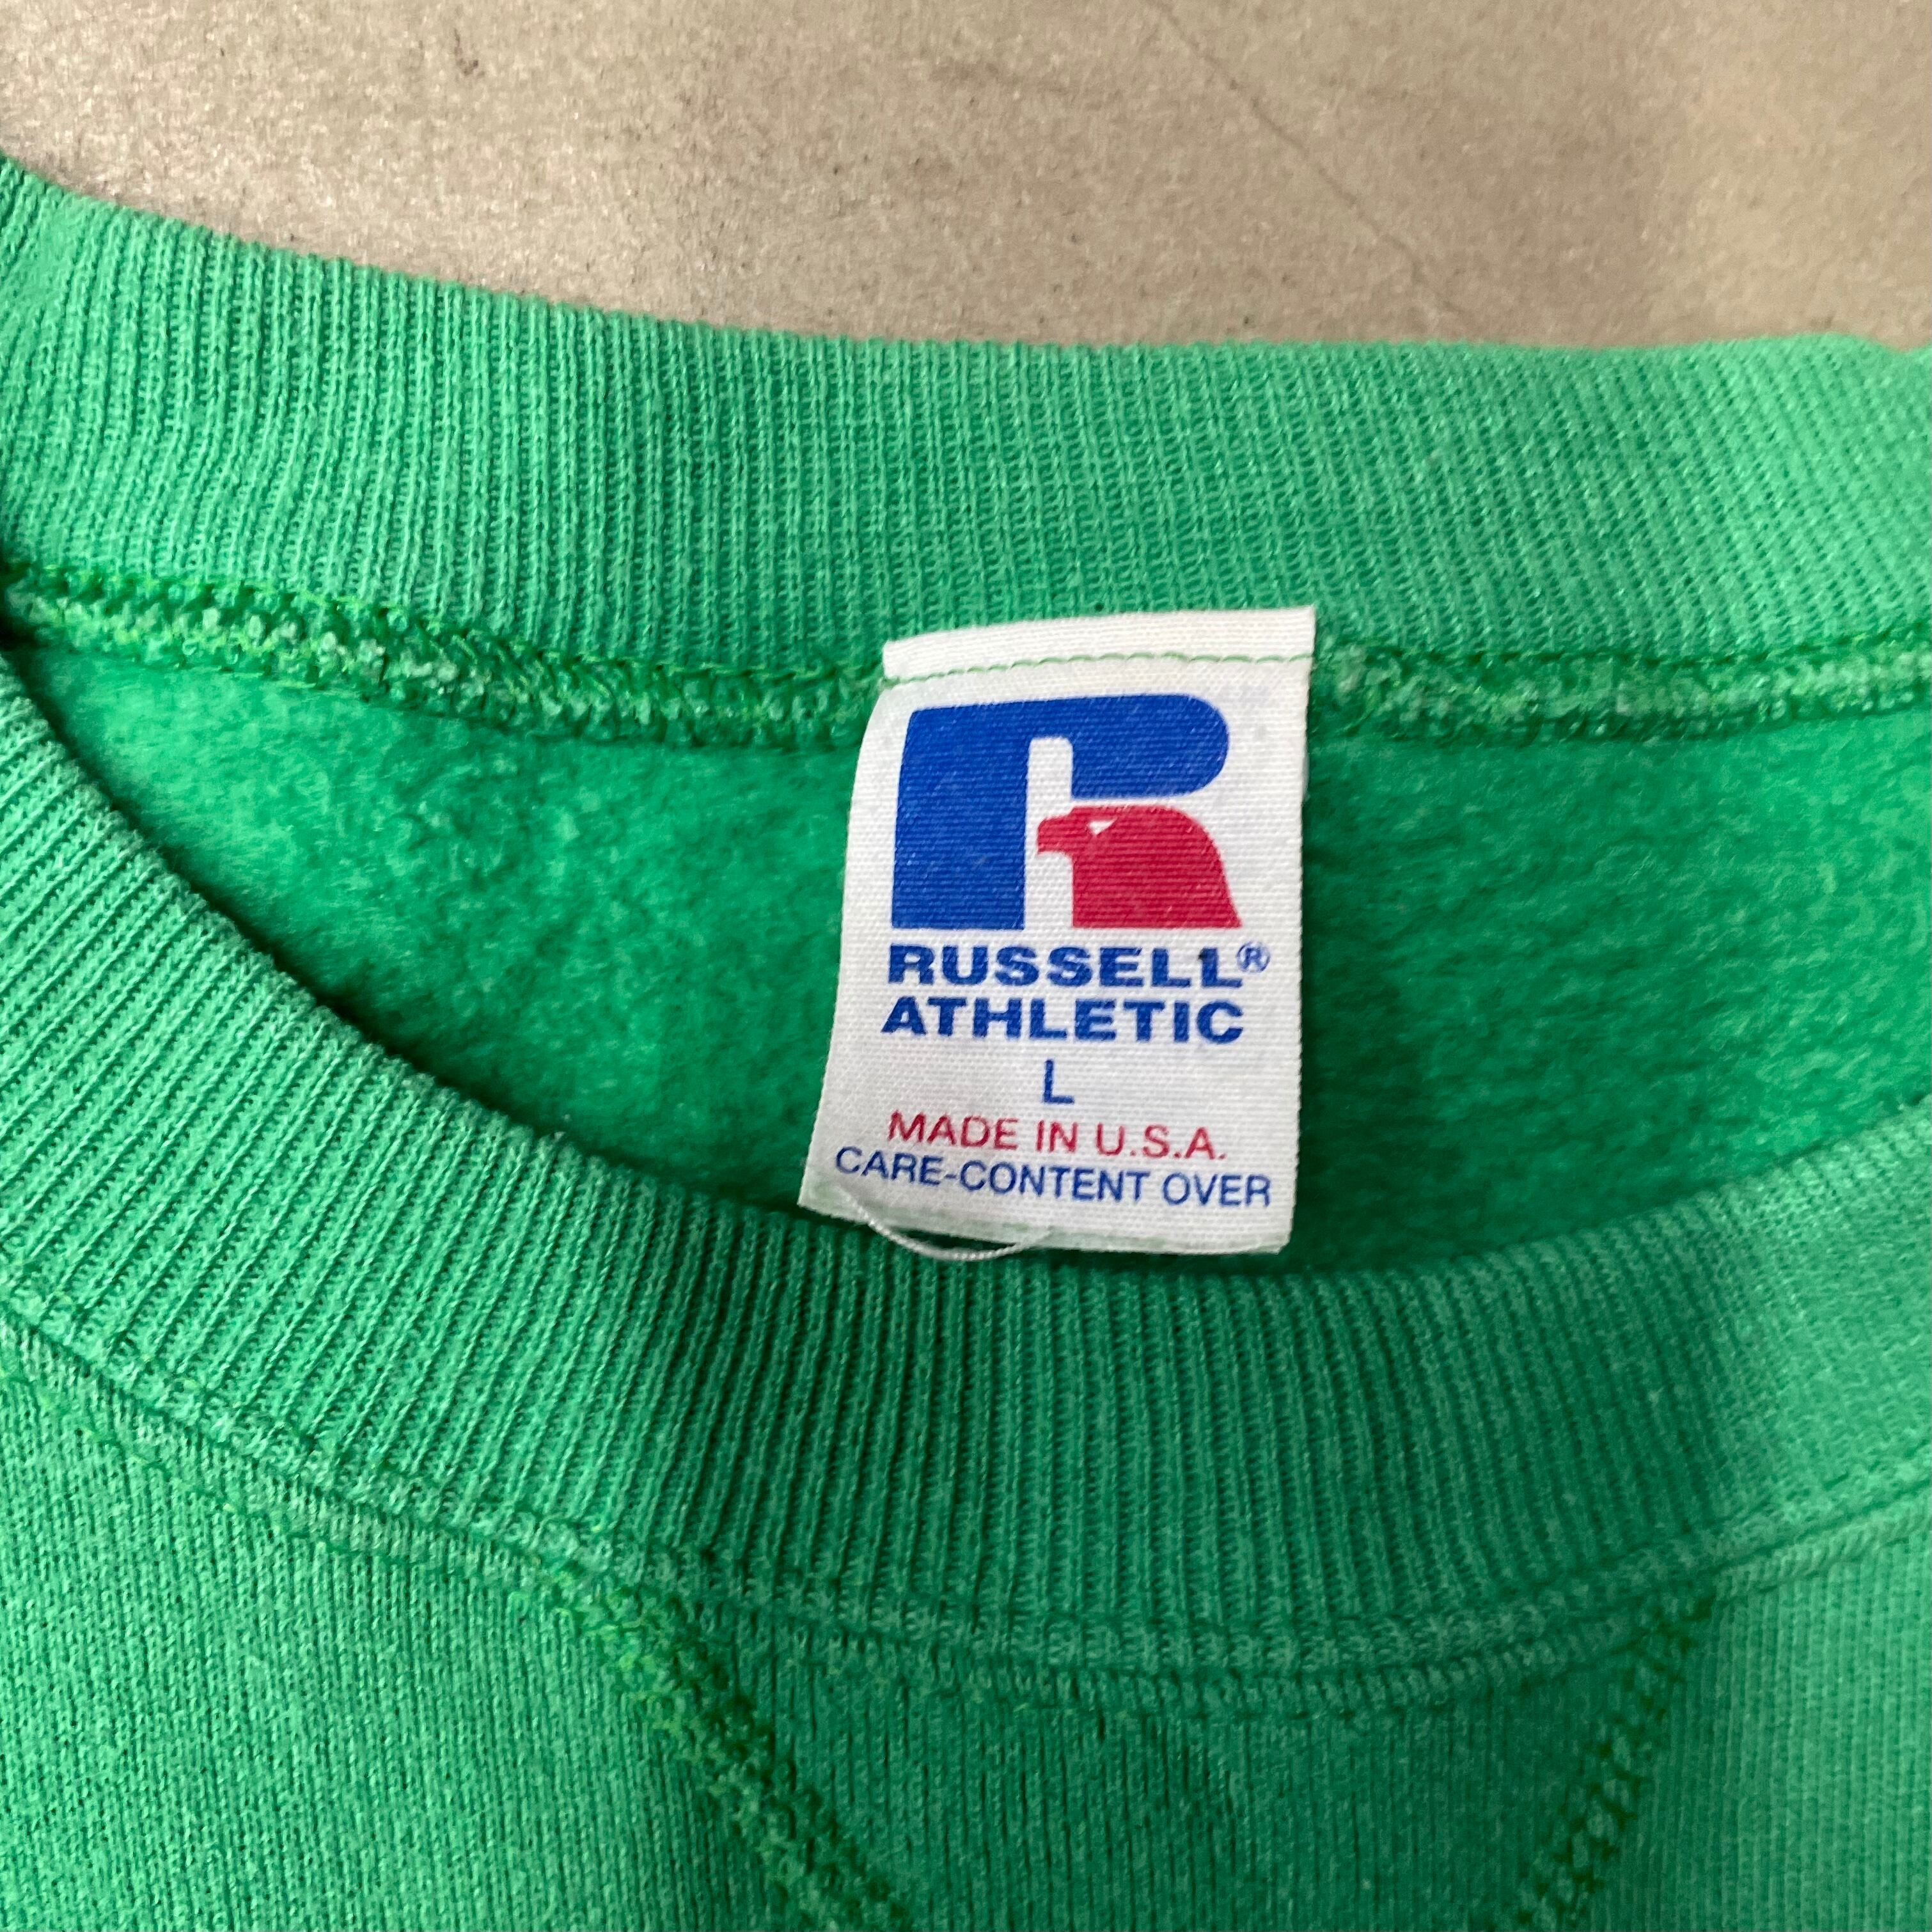 RUSSELL®
ATHLETIC
L
MADE IN U.S.A.
CARE-CONTENT OVER